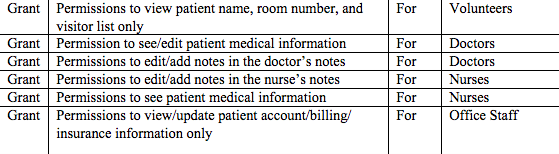 Grant Permissions to view patient name, room number, and For Volunteers
visitor list only
Grant Permission to see/edit patient medical information For Doctors
Grant Permissions to edit/add notes in the doctor's notes For Doctors
Grant Permissions to edit/add notes in the nurse's notes For Nurses
Grant Permissions to see patient medical information For Nurses
Grant Permissions to view/update patient account/billing/ For Office Staff
insurance information only